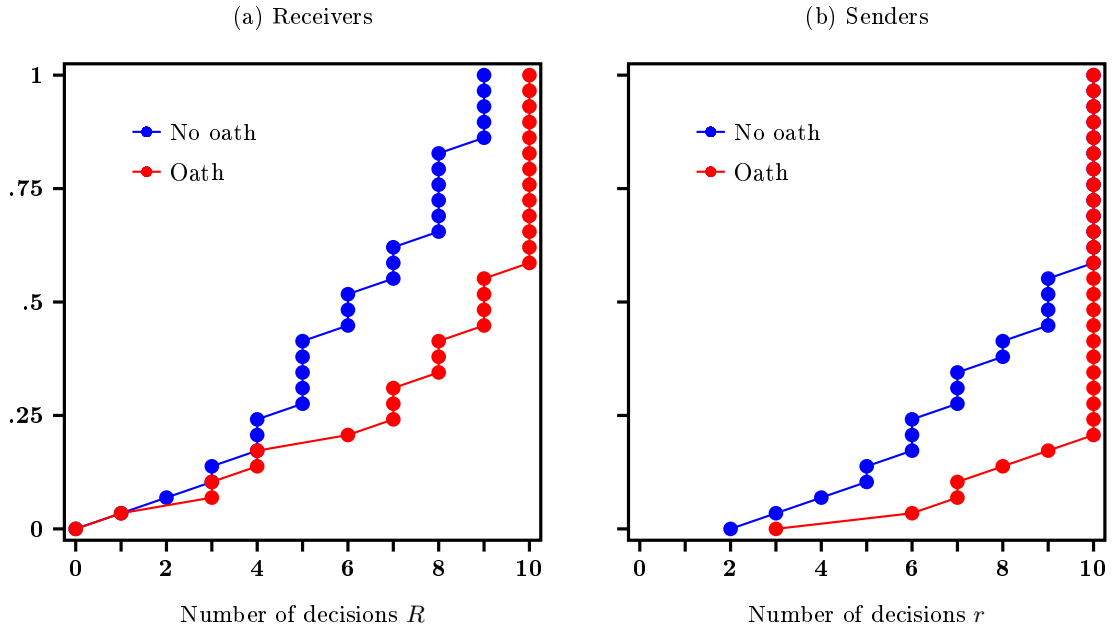 (a) Receivers
1
.75
.5
.25
0
No oath
Oath
0 2 4 6 8 10
Number of decisions R
(b) Senders
No oath
Oath
0 2 4 6 8 10
Number of decisions r